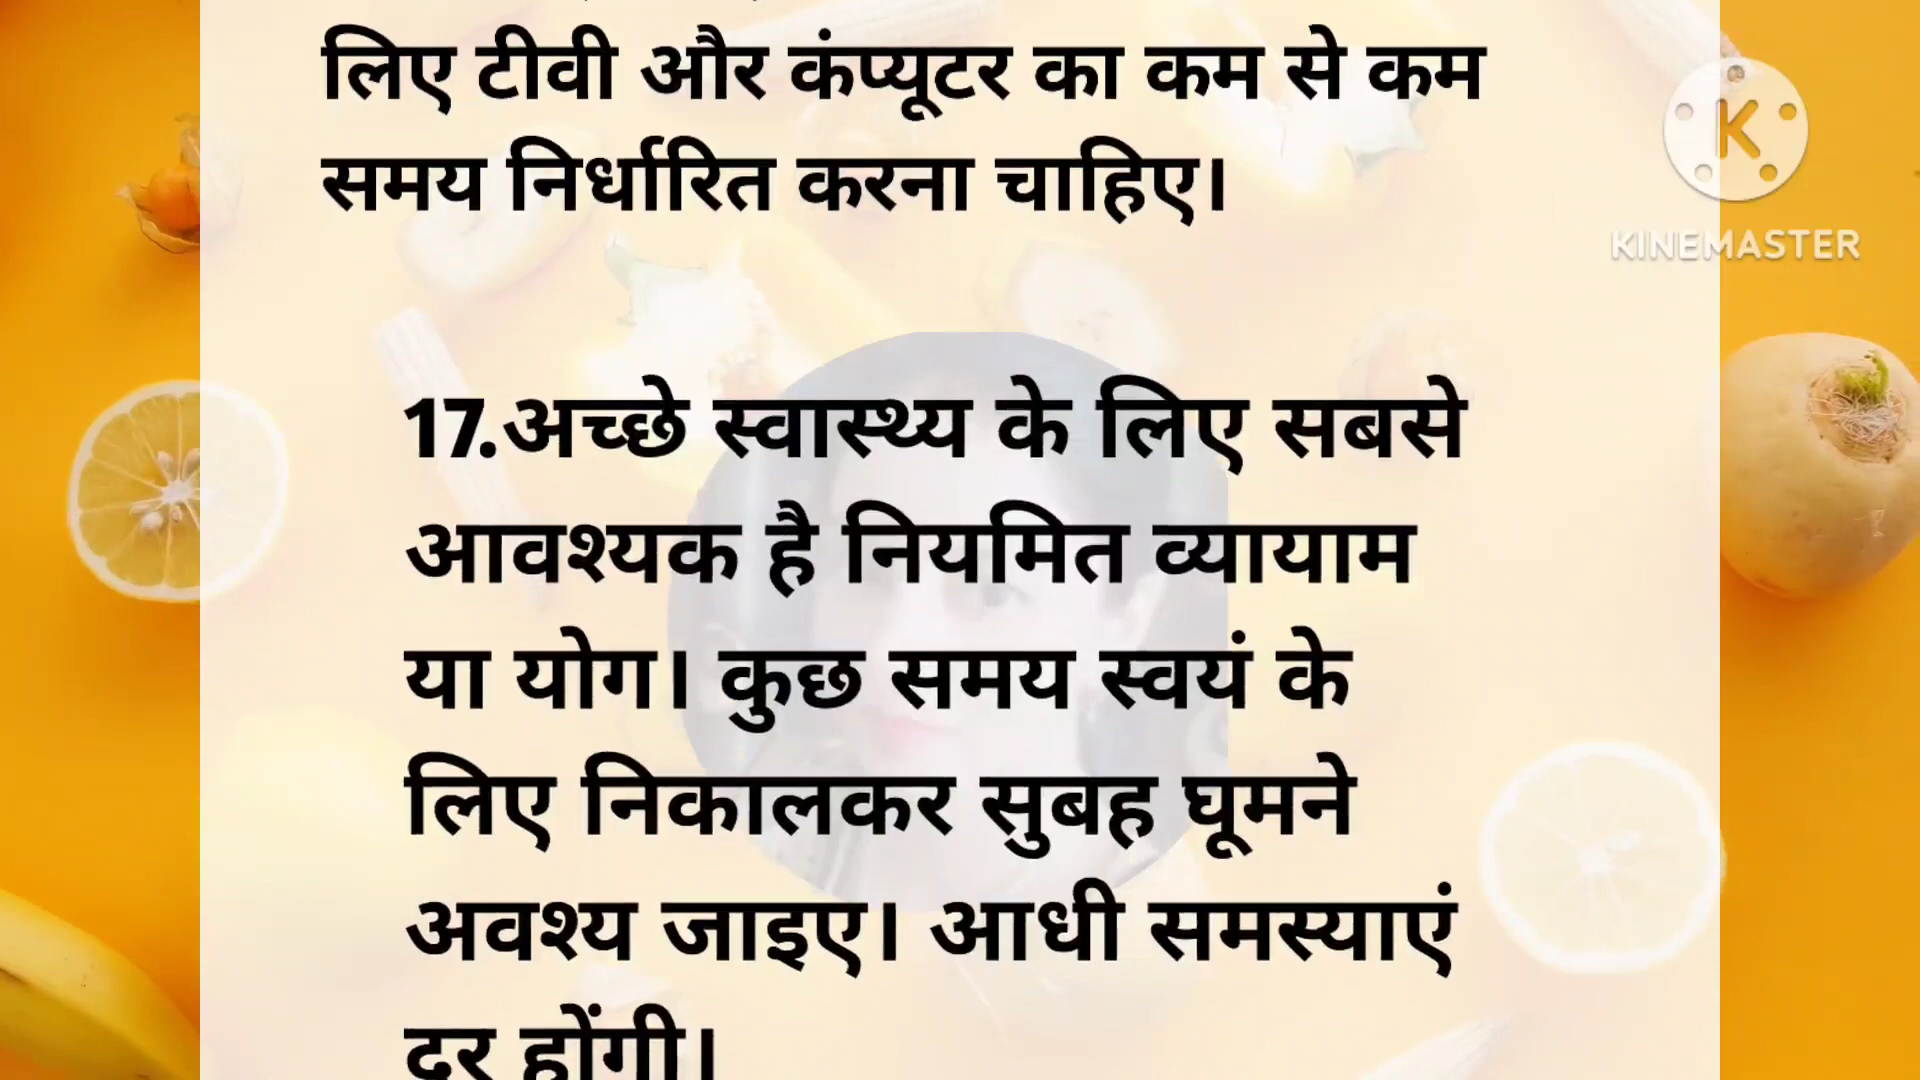 लिए टीवी और कंप्यूटर का कम से कम
समय निर्धारित करना चाहिए।
K
KINEMASTER
17.अच्छे स्वास्थ्य के लिए सबसे
आवश्यक है नियमित व्यायाम
या योग। कुछ समय स्वयं के
लिए निकालकर सुबह घूमने
अवश्य जाइए। आधी समस्याएं
दूर होंगी।